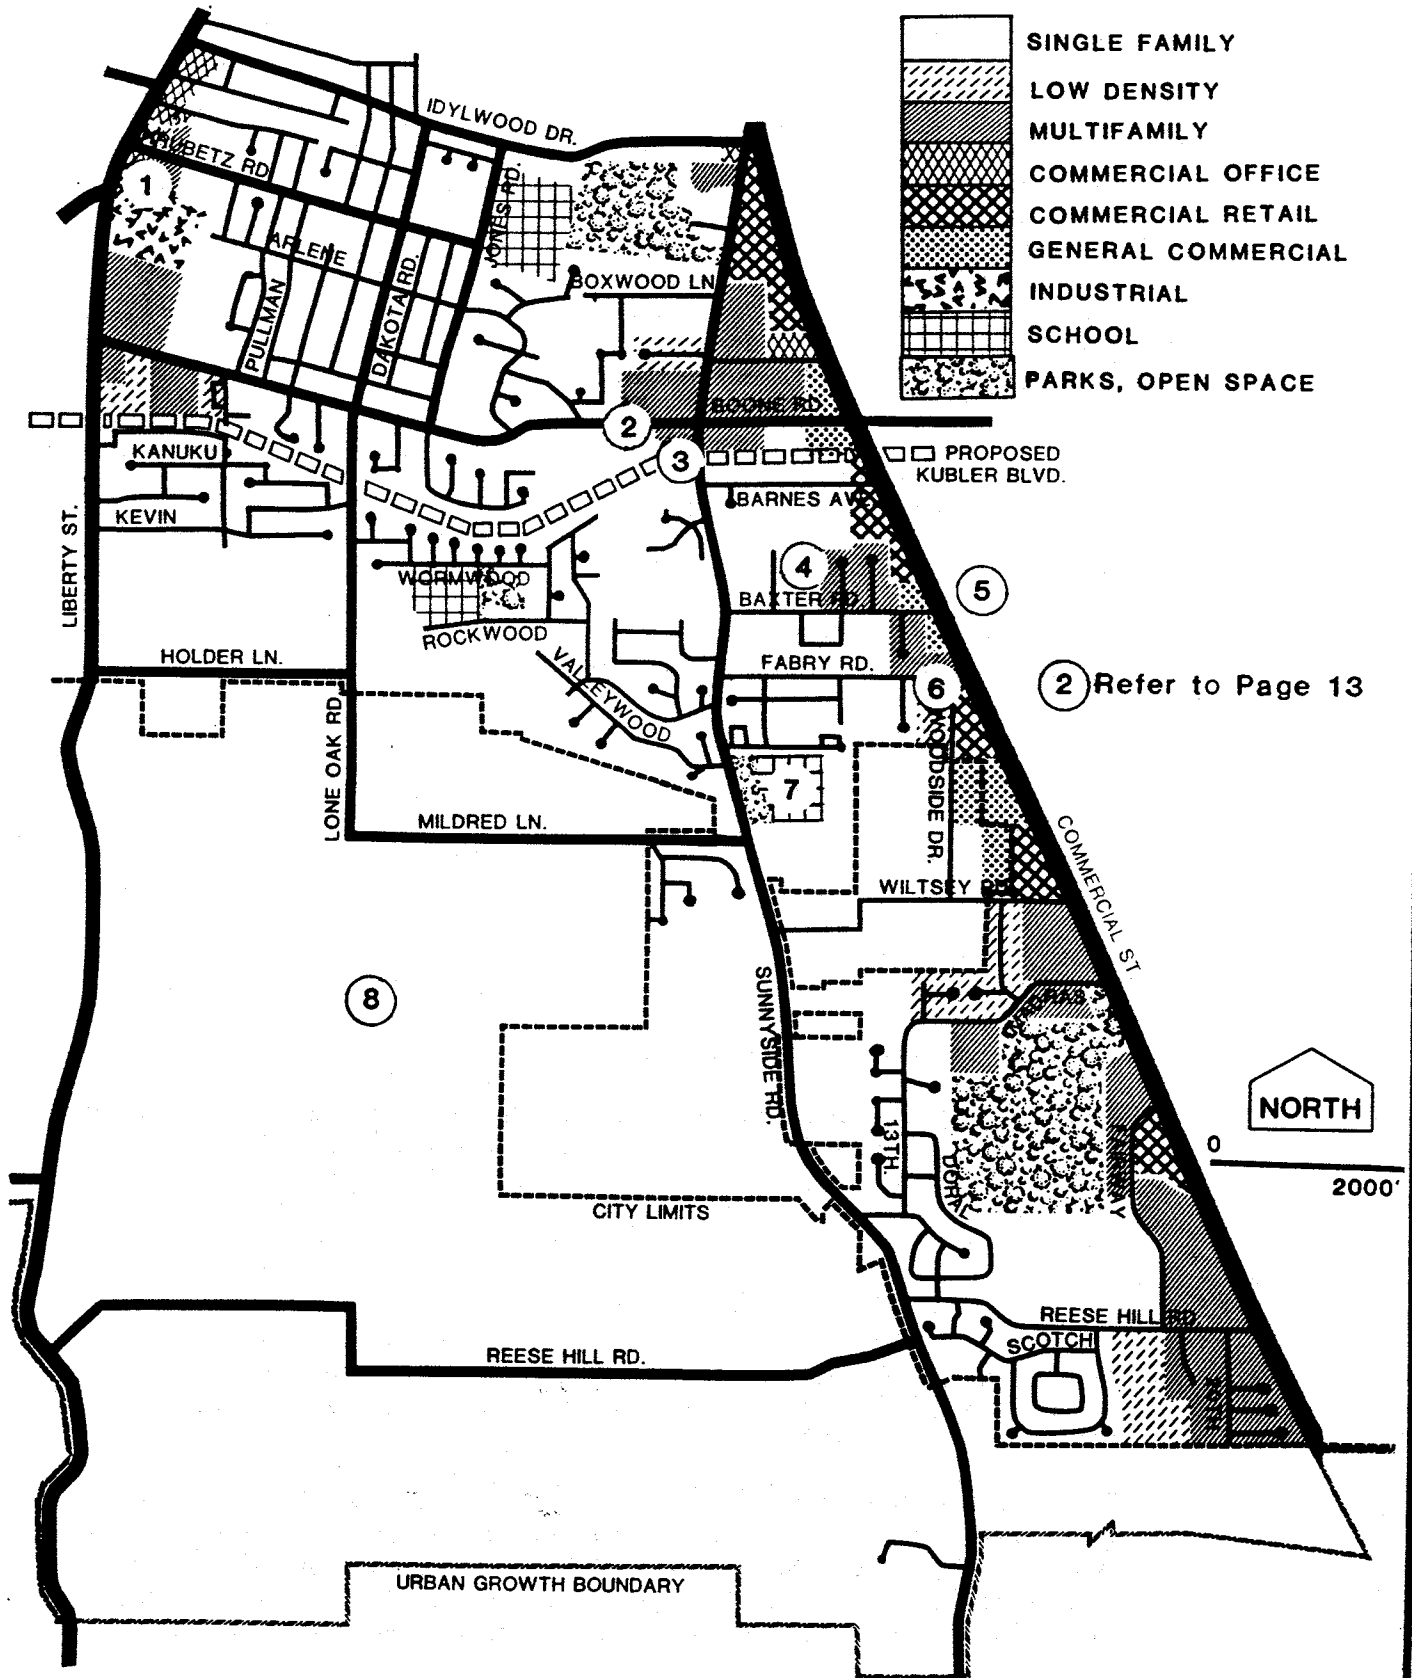 SINGLE FAMILY
LOW DENSITY
MULTIFAMILY
COMMERCIAL OFFICE
COMMERCIAL RETAIL
GENERAL COMMERCIAL
INDUSTRIAL
SCHOOL
PARKS, OPEN SPACE
IDYLWOOD DR.
RUBETZ RD
1
JONES RD.
ARLENE
PULLMAN
DAKOTA RD.
BOXWOOD LN
BOONE RD
2
3
PROPOSED
KUBLER BLVD.
KANUKU
KEVIN
BARNES AV
LIBERTY ST.
WORMWOOD
4
5
BAXTER RD
ROCKWOOD
HOLDER LN.
VALLEYWOOD
FABRY RD.
6
2 Refer to Page 13
LONE OAK RD.
WOODSIDE DR.
7
MILDRED LN.
COMMERCIAL ST.
WILTSEY RD
8
SUNNYSIDE RD.
13TH.
DORAL
FAIRWAY
NORTH
0
2000'
CITY LIMITS
REESE HILL RD
SCOTCH
REESE HILL RD.
URBAN GROWTH BOUNDARY